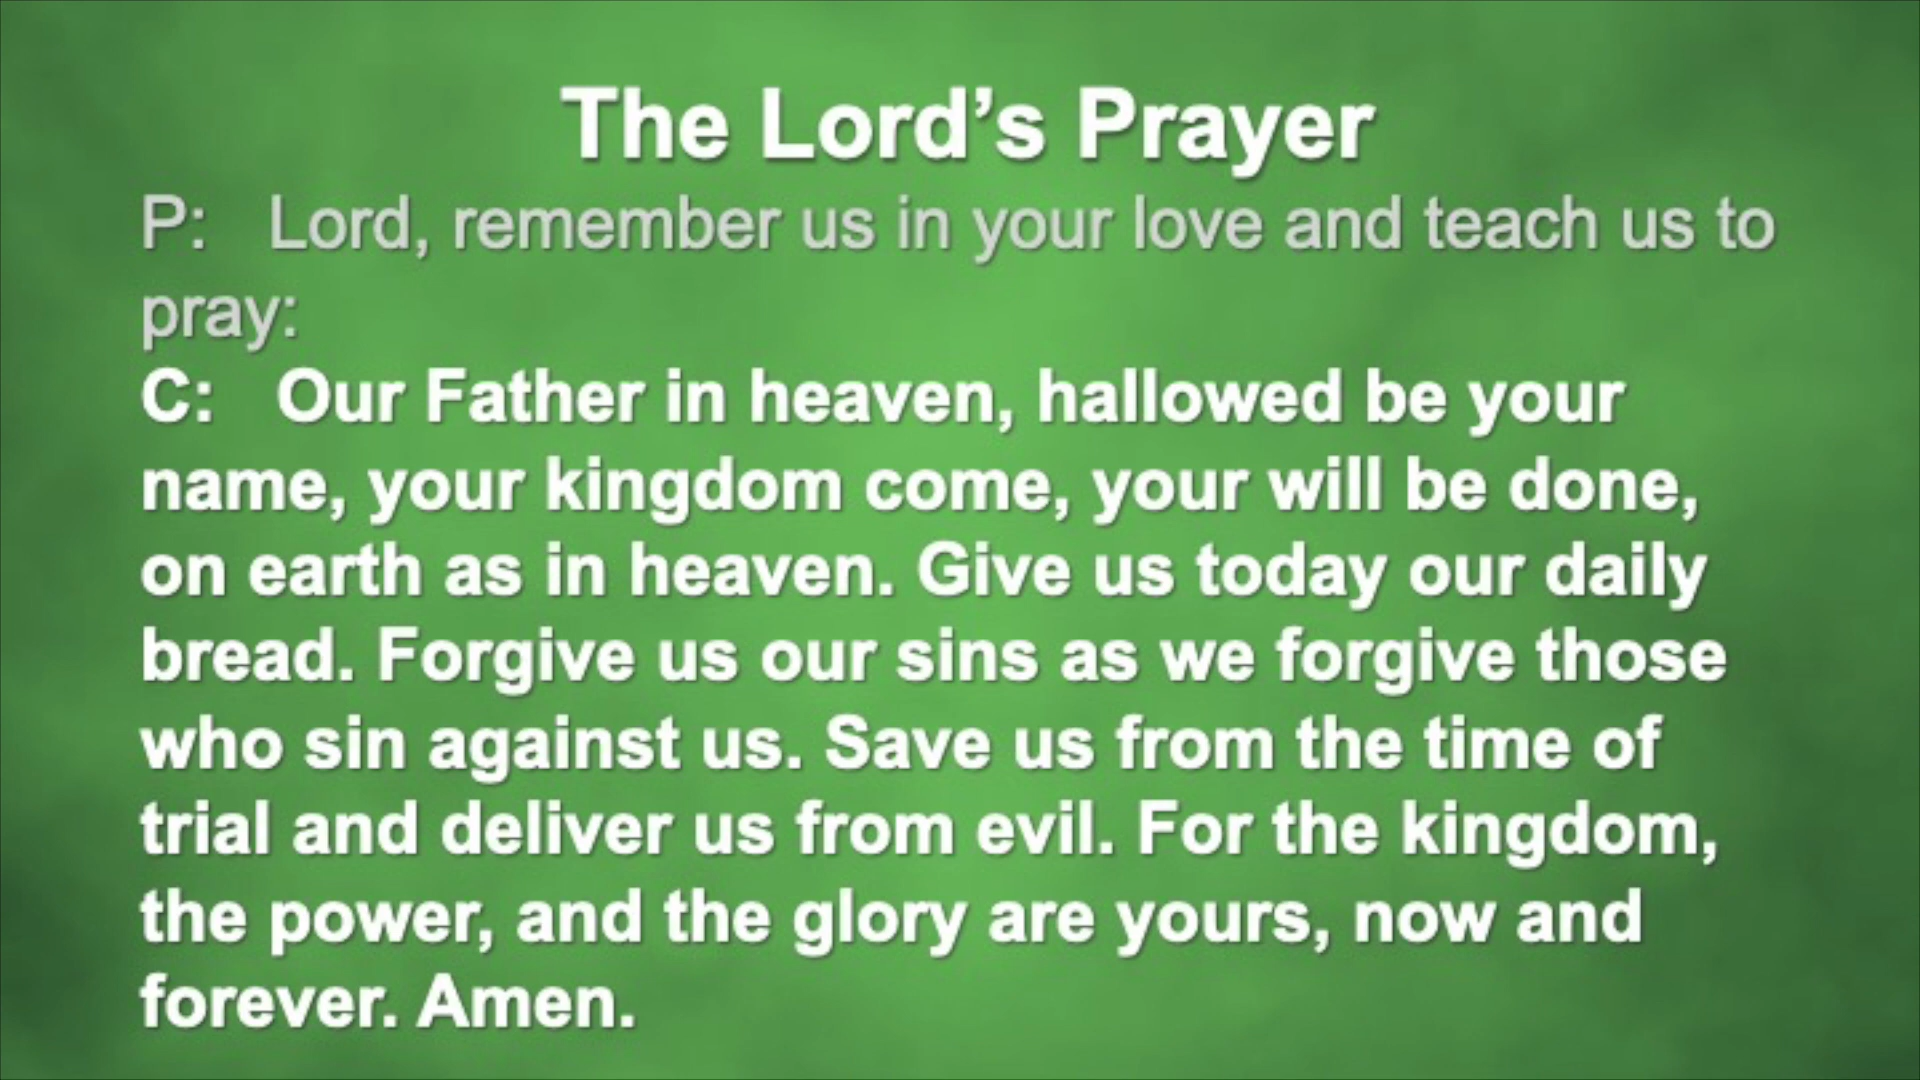 The Lord’s Prayer
P: Lord, remember us in your love and teach us to
pray:
C: Our Father in heaven, hallowed be your
name, your kingdom come, your will be done,
on earth as in heaven. Give us today our daily
bread. Forgive us our sins as we forgive those
who sin against us. Save us from the time of
trial and deliver us from evil. For the kingdom,
the power, and the glory are yours, now and
forever. Amen.